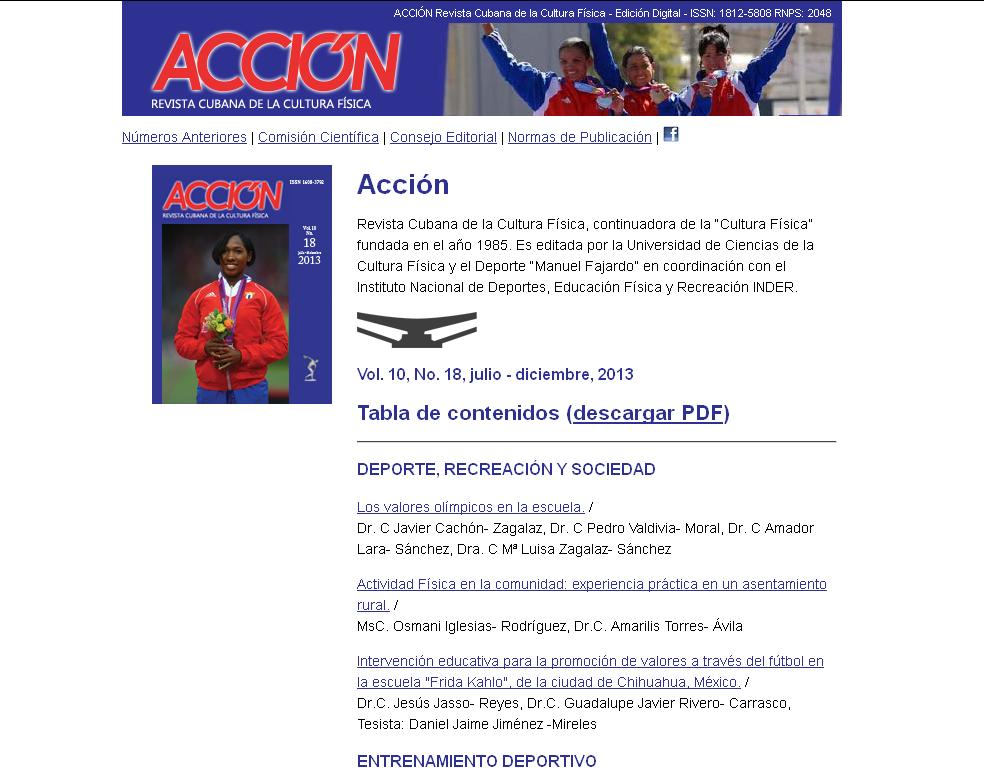 ACCIÓN Revista Cubana de la Cultura Física - Edición Digital - ISSN: 1812-5808 RNPS: 2048
ACCIÓN
REVISTA CUBANA DE LA CULTURA FÍSICA
Números Anteriores | Comisión Científica | Consejo Editorial | Normas de Publicación |
ISSN 1608-3792
ACCIÓN
REVISTA CUBANA DE LA CULTURA FÍSICA
Vol. 10
No.
18
julio-diciembre
2013
Acción
Revista Cubana de la Cultura Física, continuadora de la "Cultura Física"
fundada en el año 1985. Es editada por la Universidad de Ciencias de la
Cultura Física y el Deporte "Manuel Fajardo" en coordinación con el
Instituto Nacional de Deportes, Educación Física y Recreación INDER.
Vol. 10, No. 18, julio - diciembre, 2013
Tabla de contenidos (descargar PDF)
DEPORTE, RECREACIÓN Y SOCIEDAD
Los valores olímpicos en la escuela. /
Dr. C Javier Cachón- Zagalaz, Dr. C Pedro Valdivia- Moral, Dr. C Amador
Lara- Sánchez, Dra. C Mª Luisa Zagalaz- Sánchez
Actividad Física en la comunidad: experiencia práctica en un asentamiento
rural. /
MsC. Osmani Iglesias- Rodríguez, Dr.C. Amarilis Torres- Ávila
Intervención educativa para la promoción de valores a través del fútbol en
la escuela "Frida Kahlo", de la ciudad de Chihuahua, México. /
Dr.C. Jesús Jasso- Reyes, Dr.C. Guadalupe Javier Rivero- Carrasco,
Tesista: Daniel Jaime Jiménez -Mireles
ENTRENAMIENTO DEPORTIVO